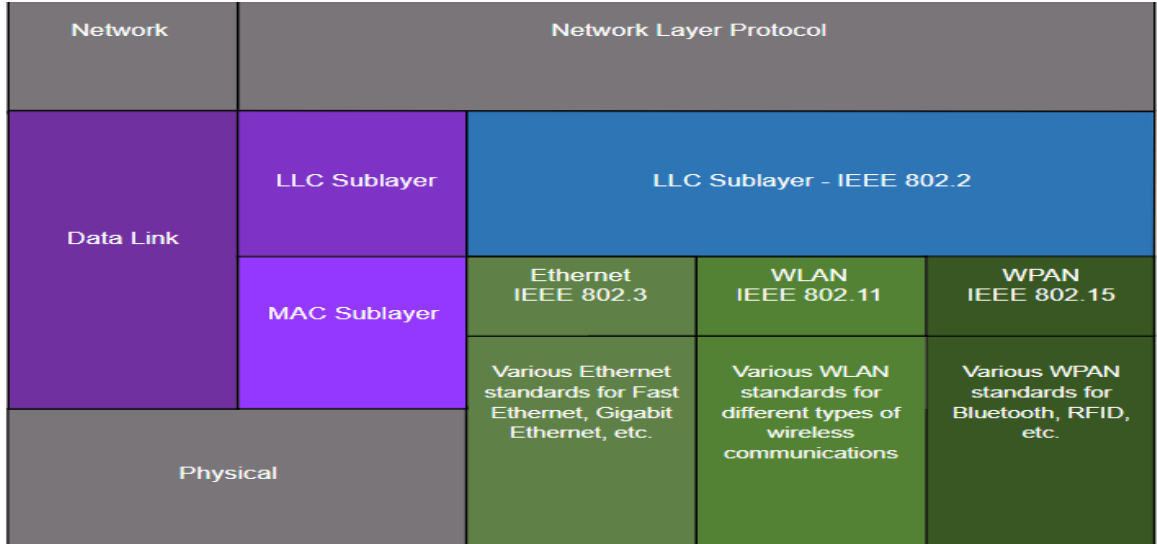 Network
Network Layer Protocol
Data Link
LLC Sublayer
LLC Sublayer - IEEE 802.2
MAC Sublayer
Ethernet
IEEE 802.3
WLAN
IEEE 802.11
WPAN
IEEE 802.15
Various Ethernet
standards for Fast
Ethernet, Gigabit
Ethernet, etc.
Various WLAN
standards for
different types of
wireless
communications
Various WPAN
standards for
Bluetooth, RFID,
etc.
Physical